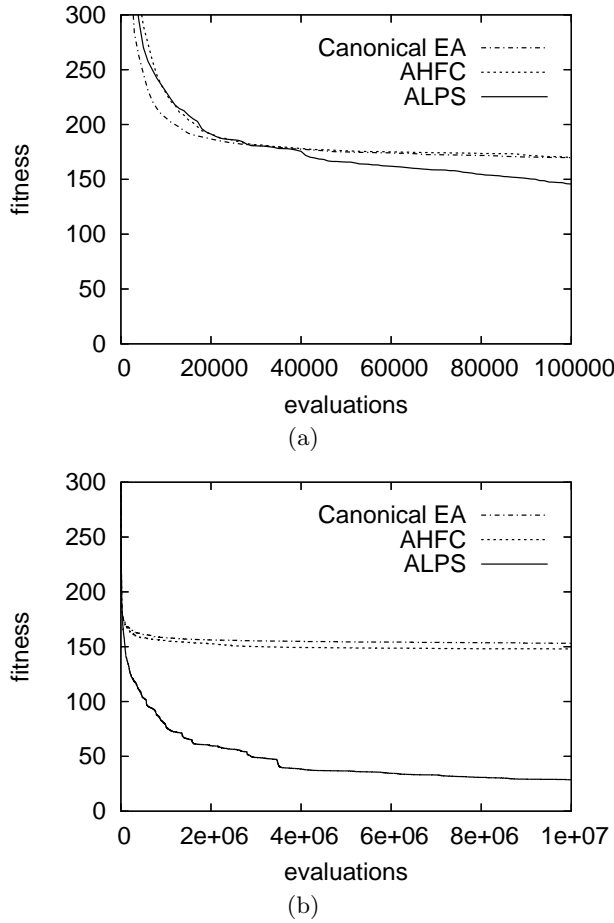 300
250
200
150
100
50
0
fitness
Canonical EA
AHFC
ALPS
0 20000 40000 60000 80000 100000
evaluations
(a)
300
250
200
150
100
50
0
fitness
Canonical EA
AHFC
ALPS
0 2e+06 4e+06 6e+06 8e+06 1e+07
evaluations
(b)